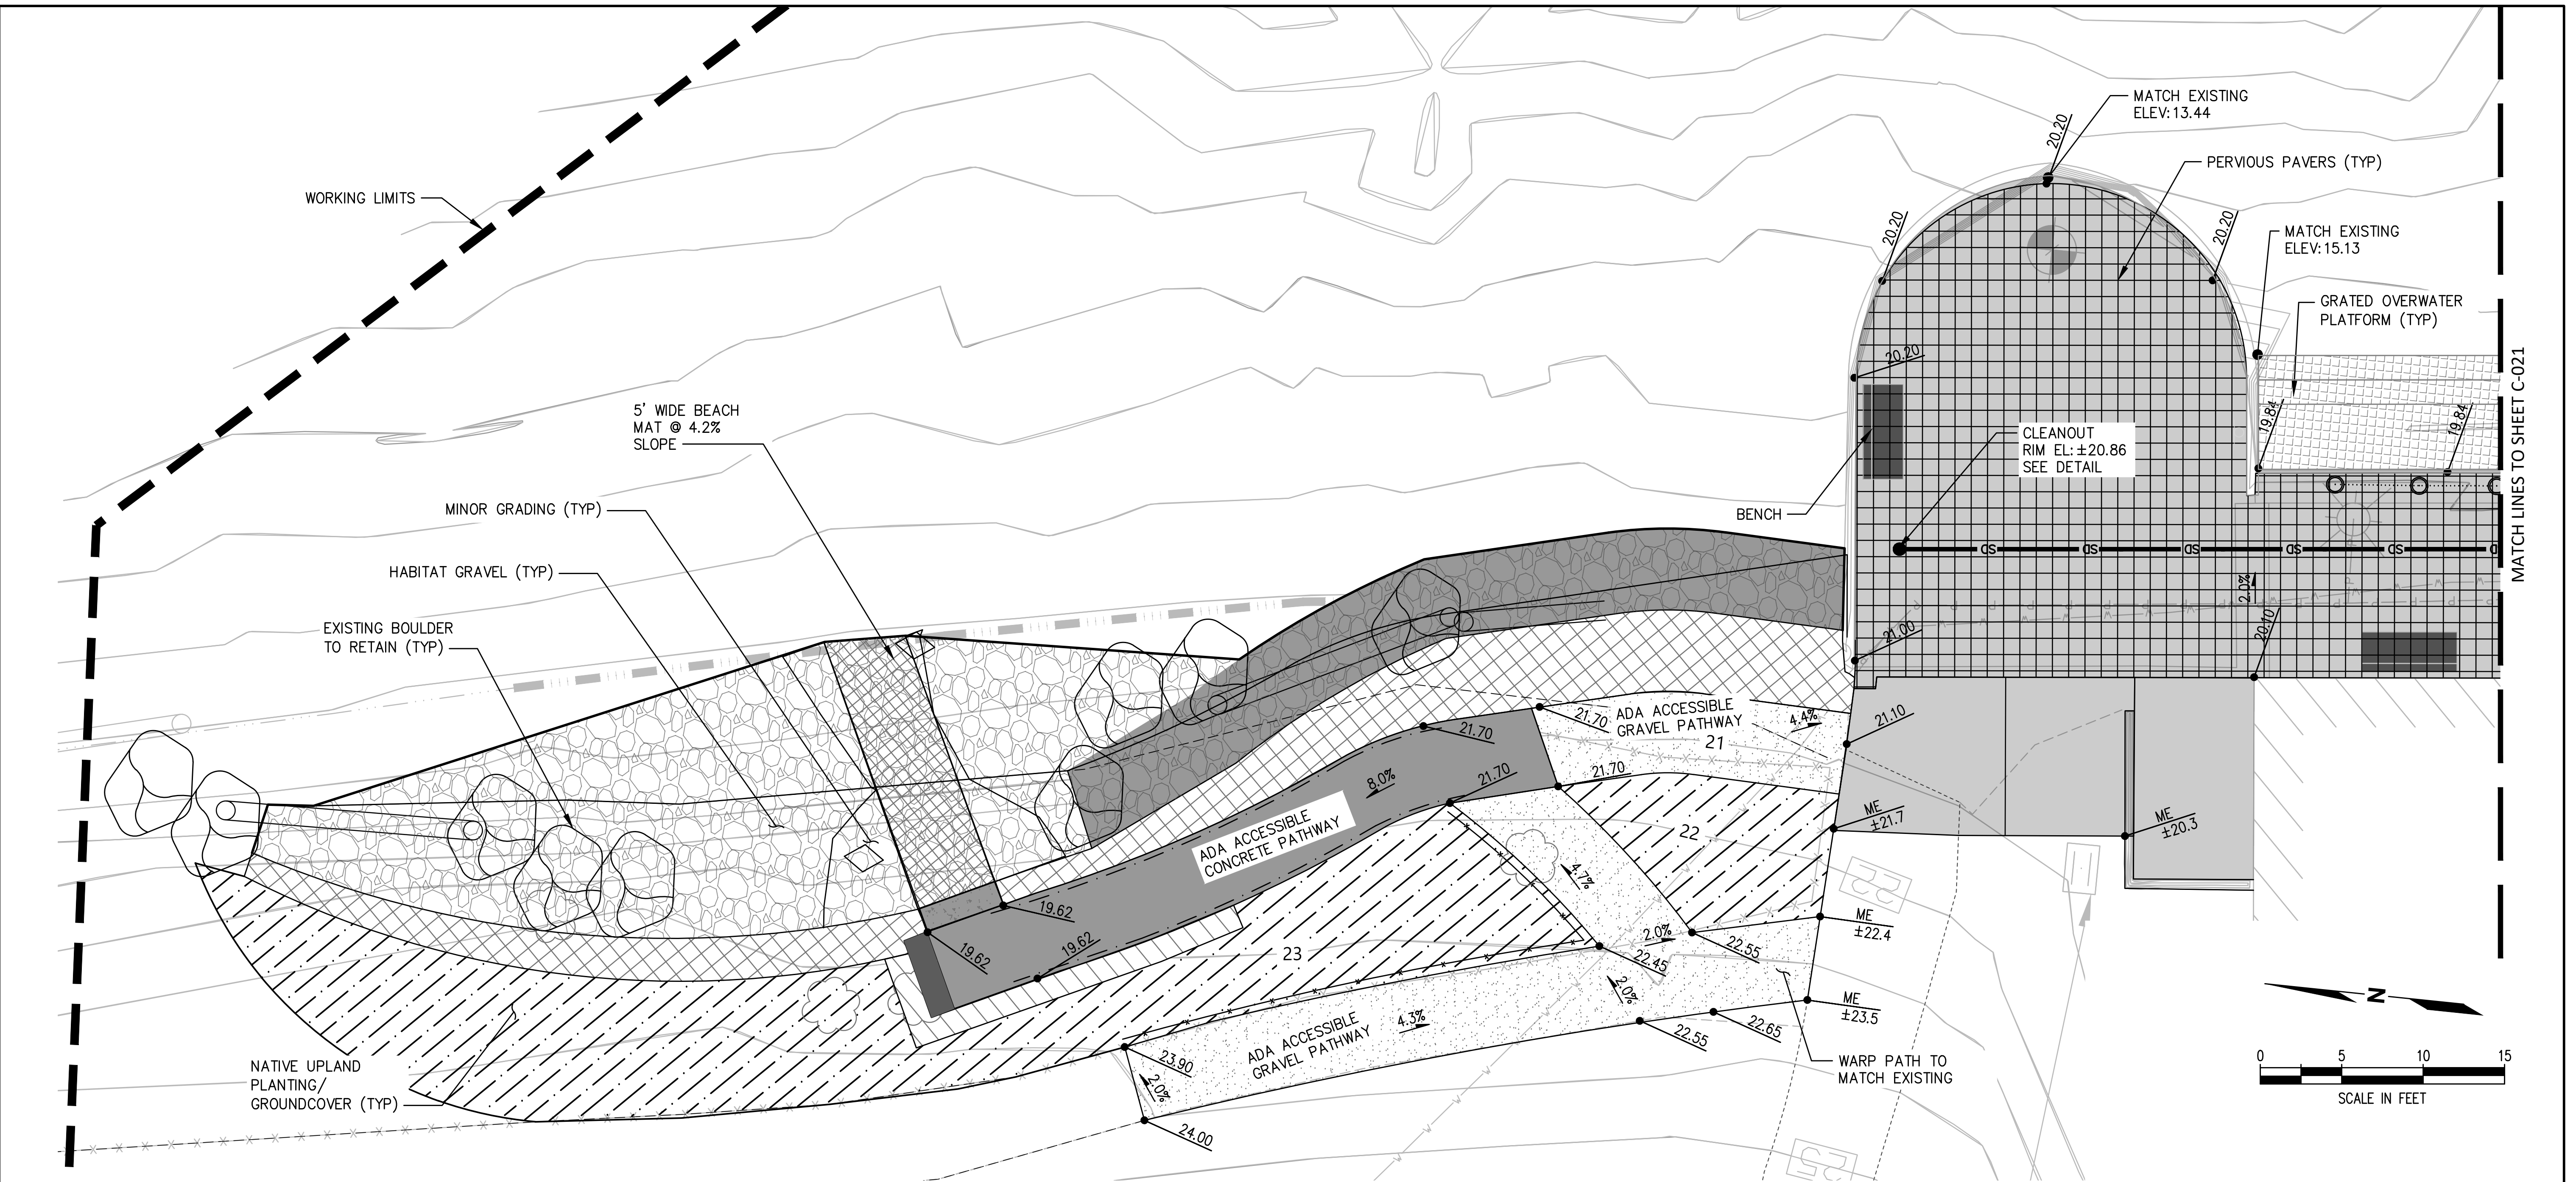 MATCH EXISTING
ELEV: 13.44
20.20
PERVIOUS PAVERS (TYP)
WORKING LIMITS
20.20
20.20
MATCH EXISTING
ELEV: 15.13
GRATED OVERWATER
PLATFORM (TYP)
20.20
MATCH LINES TO SHEET C-021
5' WIDE BEACH
MAT @ 4.2%
SLOPE
19.84
19.84
CLEANOUT
RIM EL: ±20.86
SEE DETAIL
MINOR GRADING (TYP)
BENCH
SD
SD
SD
SD
SD
HABITAT GRAVEL (TYP)
2.0%
EXISTING BOULDER
TO RETAIN (TYP)
21.00
20.10
21.70
ADA ACCESSIBLE
GRAVEL PATHWAY
4.4%
21.10
21.70
21
8.0%
21.70
21.70
ME
±21.7
ME
±20.3
22
ADA ACCESSIBLE
CONCRETE PATHWAY
4.7%
19.62
ME
±22.4
19.62
19.62
23
2.0%
22.55
22.45
2.0%
ME
±23.5
N
22.55
22.65
ADA ACCESSIBLE
GRAVEL PATHWAY
4.3%
23.90
2.0%
24.00
WARP PATH TO
MATCH EXISTING
NATIVE UPLAND
PLANTING/
GROUNDCOVER (TYP)
0 5 10 15
SCALE IN FEET